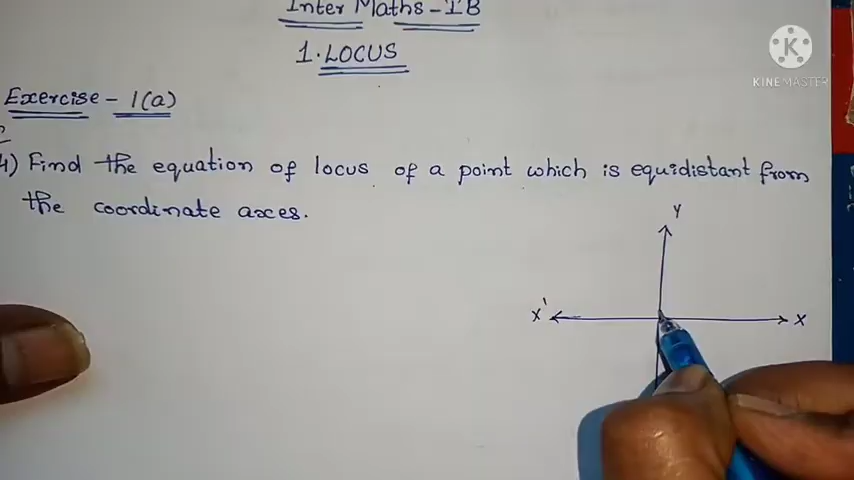 Inter Maths - IB
1. LOCUS
K
KINEMASTER
Exercise - 1(a)
4) Find the equation of locus of a point which is equidistant from
the coordinate axces.
Y
X'
X